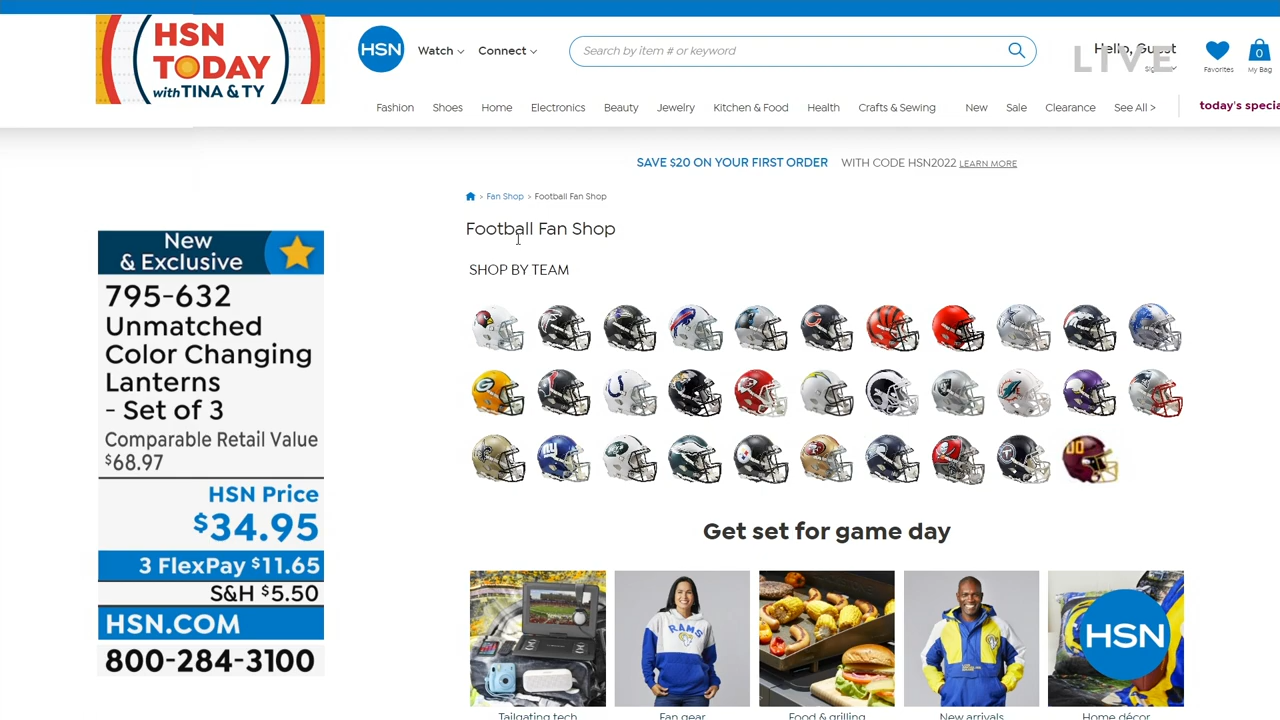 HSN
TODAY
with TINA & TY
HSN
Watch
Connect
Search by item # or keyword
Hello, Guest
LIVE
Favorites
0
My Bag
Fashion
Shoes
Home
Electronics
Beauty
Jewelry
Kitchen & Food
Health
Crafts & Sewing
New
Sale
Clearance
See All >
today's specia
SAVE $20 ON YOUR FIRST ORDER WITH CODE HSN2022 LEARN MORE
> Fan Shop > Football Fan Shop
Football Fan Shop
SHOP BY TEAM
New
& Exclusive
795-632
Unmatched
Color Changing
Lanterns
- Set of 3
Comparable Retail Value
$68.97
HSN Price
$34.95
3 FlexPay $11.65
S&H $5.50
HSN.COM
800-284-3100
Get set for game day
RAMS
HSN
Tailgating tech
Fan gear
Food & grilling
New arrivals
Home décor